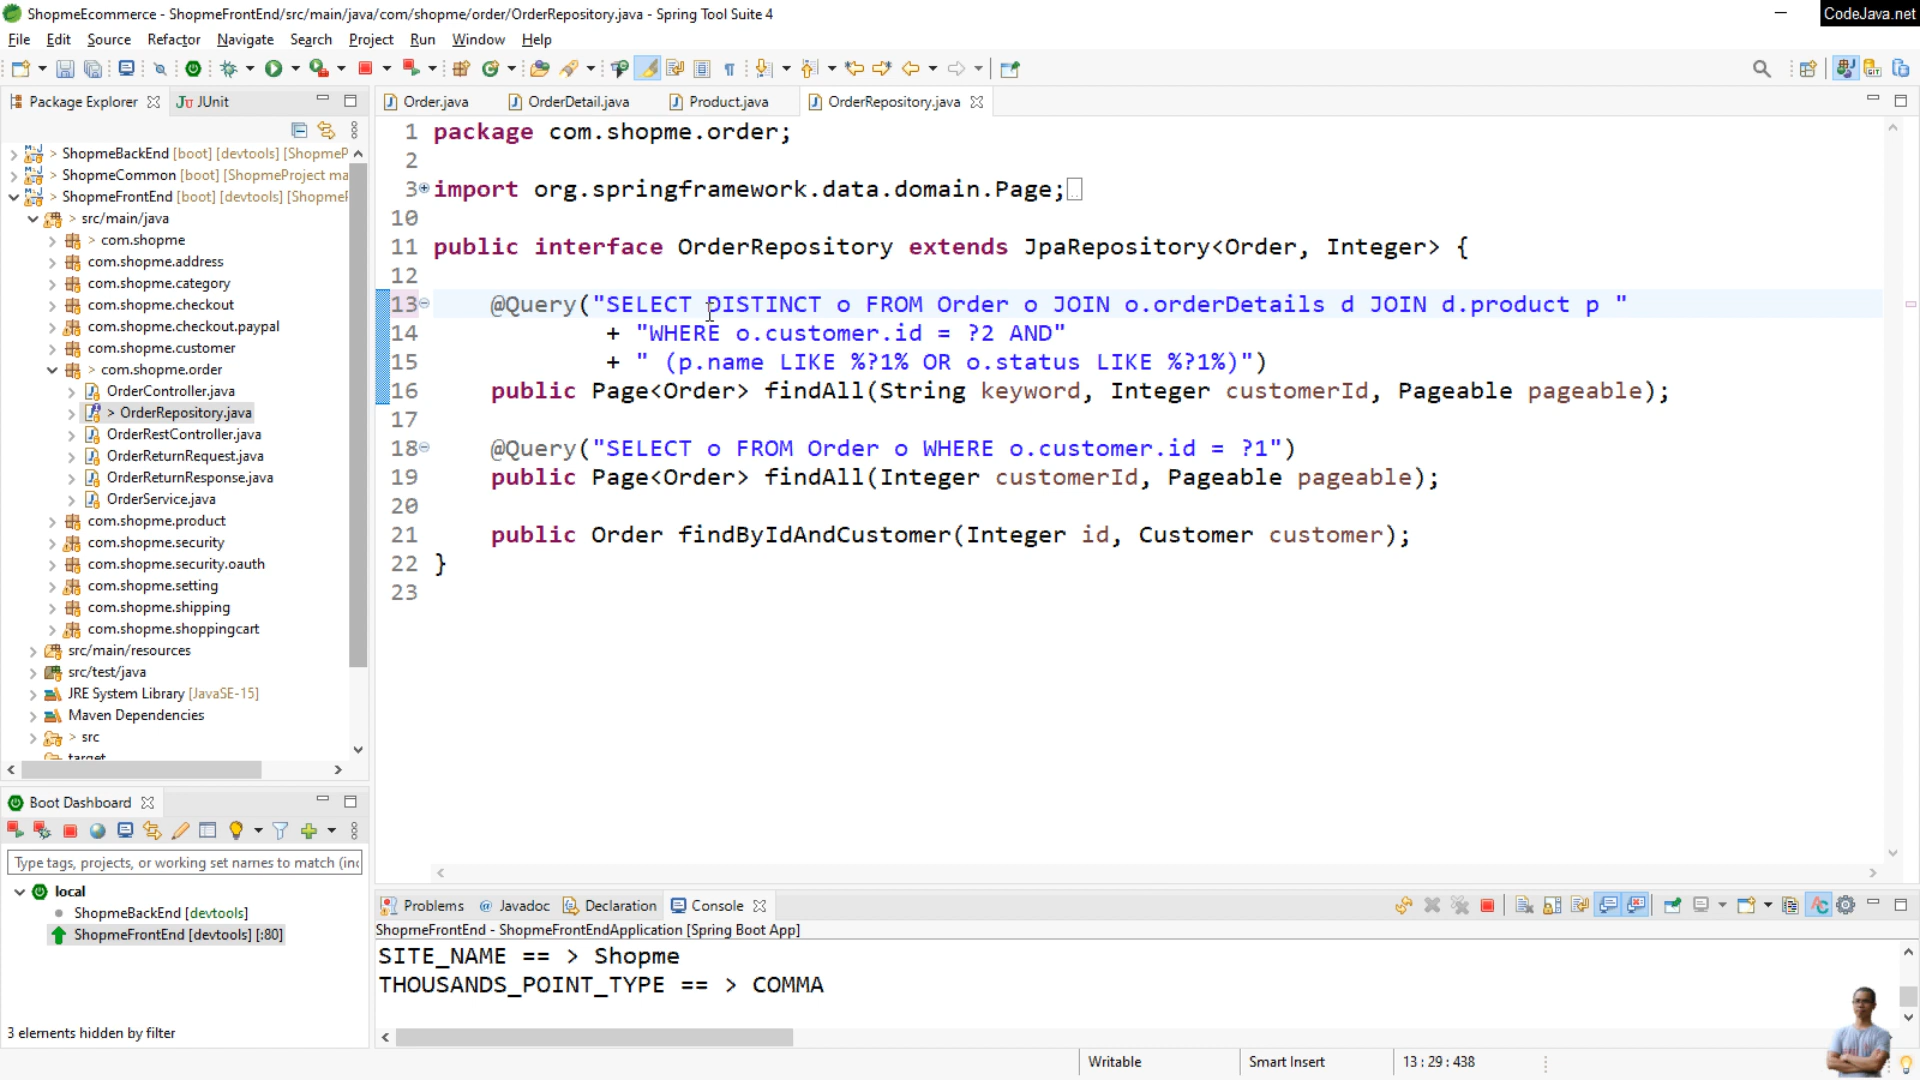 ShopmeEcommerce - ShopmeFrontEnd/src/main/java/com/shopme/order/OrderRepository.java - Spring Tool Suite 4
CodeJava.net
File Edit Source Refactor Navigate Search Project Run Window Help
Package Explorer
JUnit
> ShopmeBackEnd [boot] [devtools] [ShopmeP
> ShopmeCommon [boot] [ShopmeProject ma
> ShopmeFrontEnd [boot] [devtools] [ShopmeF
> src/main/java
> com.shopme
com.shopme.address
com.shopme.category
com.shopme.checkout
com.shopme.checkout.paypal
com.shopme.customer
> com.shopme.order
OrderController.java
> OrderRepository.java
OrderRestController.java
OrderReturnRequest.java
OrderReturnResponse.java
OrderService.java
com.shopme.product
com.shopme.security
com.shopme.security.oauth
com.shopme.setting
com.shopme.shipping
com.shopme.shoppingcart
src/main/resources
src/test/java
JRE System Library [JavaSE-15]
Maven Dependencies
> src
target
Boot Dashboard
Type tags, projects, or working set names to match (inc
local
ShopmeBackEnd [devtools]
ShopmeFrontEnd [devtools] [:80]
3 elements hidden by filter
Order.java OrderDetail.java Product.java OrderRepository.java
1 package com.shopme.order;
2
3 import org.springframework.data.domain.Page;
10
11 public interface OrderRepository extends JpaRepository<Order, Integer> {
12
13 @Query("SELECT DISTINCT o FROM Order o JOIN o.orderDetails d JOIN d.product p "
14 + "WHERE o.customer.id = ?2 AND"
15 + " (p.name LIKE %?1% OR o.status LIKE %?1%)")
16 public Page<Order> findAll(String keyword, Integer customerId, Pageable pageable);
17
18 @Query("SELECT o FROM Order o WHERE o.customer.id = ?1")
19 public Page<Order> findAll(Integer customerId, Pageable pageable);
20
21 public Order findByIdAndCustomer(Integer id, Customer customer);
22 }
23
Problems Javadoc Declaration Console
ShopmeFrontEnd - ShopmeFrontEndApplication [Spring Boot App]
SITE_NAME == > Shopme
THOUSANDS_POINT_TYPE == > COMMA
Writable Smart Insert 13 : 29 : 438